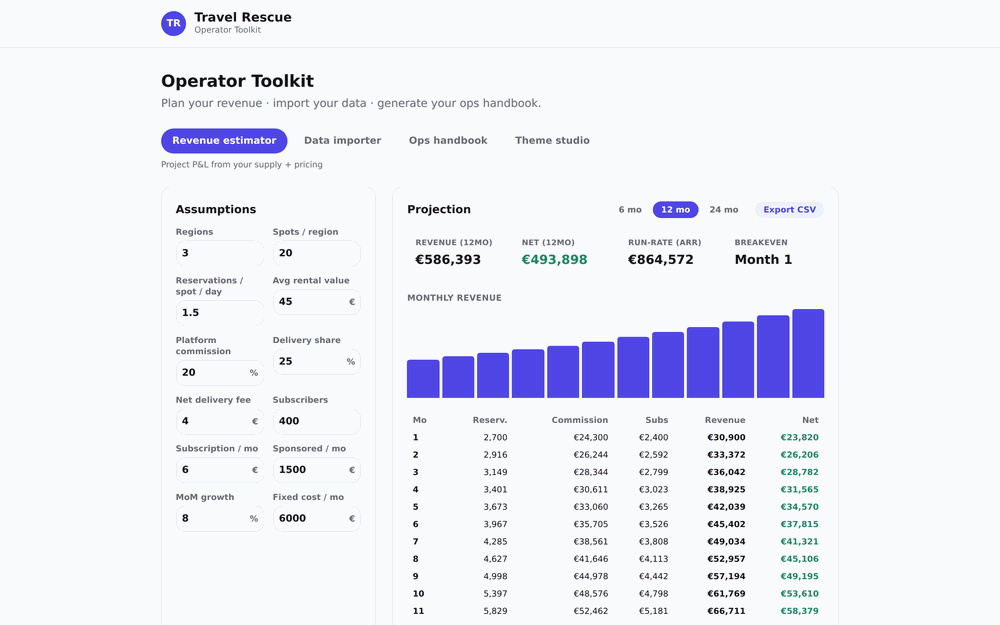 TR
Travel Rescue
Operator Toolkit
Operator Toolkit
Plan your revenue · import your data · generate your ops handbook.
Revenue estimator Data importer Ops handbook Theme studio
Project P&L from your supply + pricing
Assumptions
Regions Spots / region
3 20
Reservations / spot / day Avg rental value
1.5 45 €
Platform commission Delivery share
20 % 25 %
Net delivery fee Subscribers
4 € 400
Subscription / mo Sponsored / mo
6 € 1500 €
MoM growth Fixed cost / mo
8 % 6000 €
Projection 6 mo 12 mo 24 mo Export CSV
REVENUE (12MO) NET (12MO) RUN-RATE (ARR) BREAKEVEN
€586,393 €493,898 €864,572 Month 1
MONTHLY REVENUE
Mo Reserv. Commission Subs Revenue Net
1 2,700 €24,300 €2,400 €30,900 €23,820
2 2,916 €26,244 €2,592 €33,372 €26,206
3 3,149 €28,344 €2,799 €36,042 €28,782
4 3,401 €30,611 €3,023 €38,925 €31,565
5 3,673 €33,060 €3,265 €42,039 €34,570
6 3,967 €35,705 €3,526 €45,402 €37,815
7 4,285 €38,561 €3,808 €49,034 €41,321
8 4,627 €41,646 €4,113 €52,957 €45,106
9 4,998 €44,978 €4,442 €57,194 €49,195
10 5,397 €48,576 €4,798 €61,769 €53,610
11 5,829 €52,462 €5,181 €66,711 €58,379